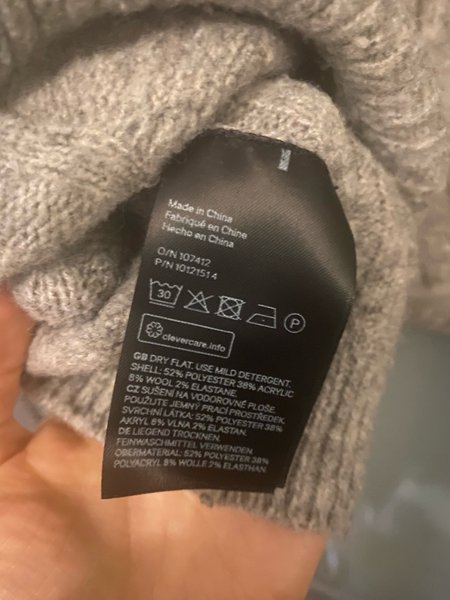 Made in China
Fabriqué en Chine
Hecho en China
O/N 107412
P/N 10121514
30 P
clevercare.info
GB DRY FLAT. USE MILD DETERGENT.
SHELL: 52% POLYESTER 38% ACRYLIC
8% WOOL 2% ELASTANE.
CZ SUŠENÍ NA VODOROVNÉ PLOŠE.
POUŽIJTE JEMNÝ PRACÍ PROSTŘEDEK.
SVRCHNÍ LÁTKA: 52% POLYESTER 38%
AKRYL 8% VLNA 2% ELASTAN.
DE LIEGEND TROCKNEN.
FEINWASCHMITTEL VERWENDEN.
OBERMATERIAL: 52% POLYESTER 38%
POLYACRYL 8% WOLLE 2% ELASTHAN.